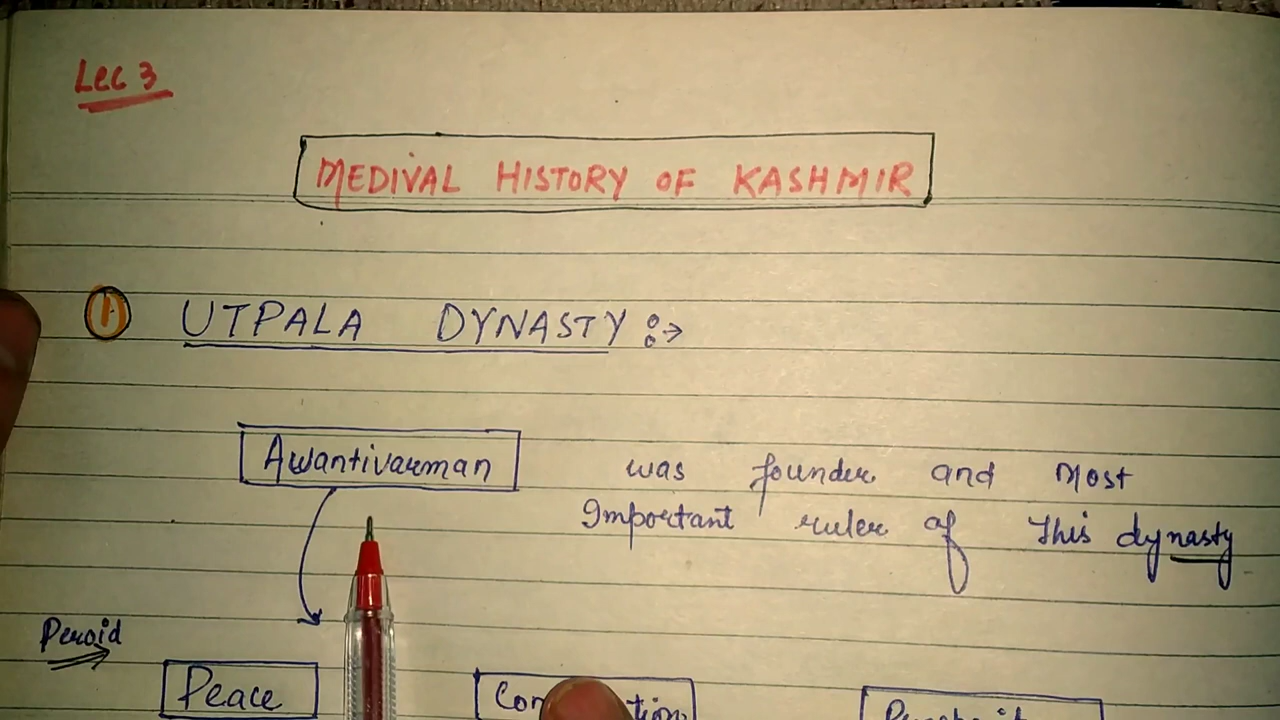 Lec 3
MEDIVAL HISTORY OF KASHMIR
1 UTPALA DYNASTY :→
Awantivarman was founder and Most
Important ruler of This dynasty
Peroid
Peace